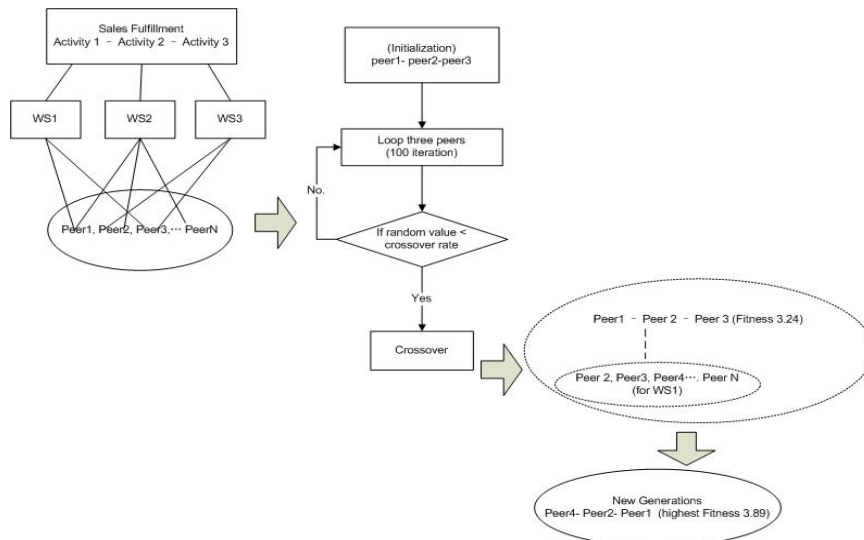 Sales Fulfillment
Activity 1 - Activity 2 - Activity 3
WS1
WS2
WS3
Peer1, Peer2, Peer3,··· PeerN
(Initialization)
peer1- peer2-peer3
Loop three peers
(100 iteration)
No.
If random value <
crossover rate
Yes
Crossover
Peer1 - Peer 2 - Peer 3 (Fitness 3.24)
Peer 2, Peer3, Peer4···. Peer N
(for WS1)
New Generations
Peer4- Peer2- Peer1 (highest Fitness 3.89)